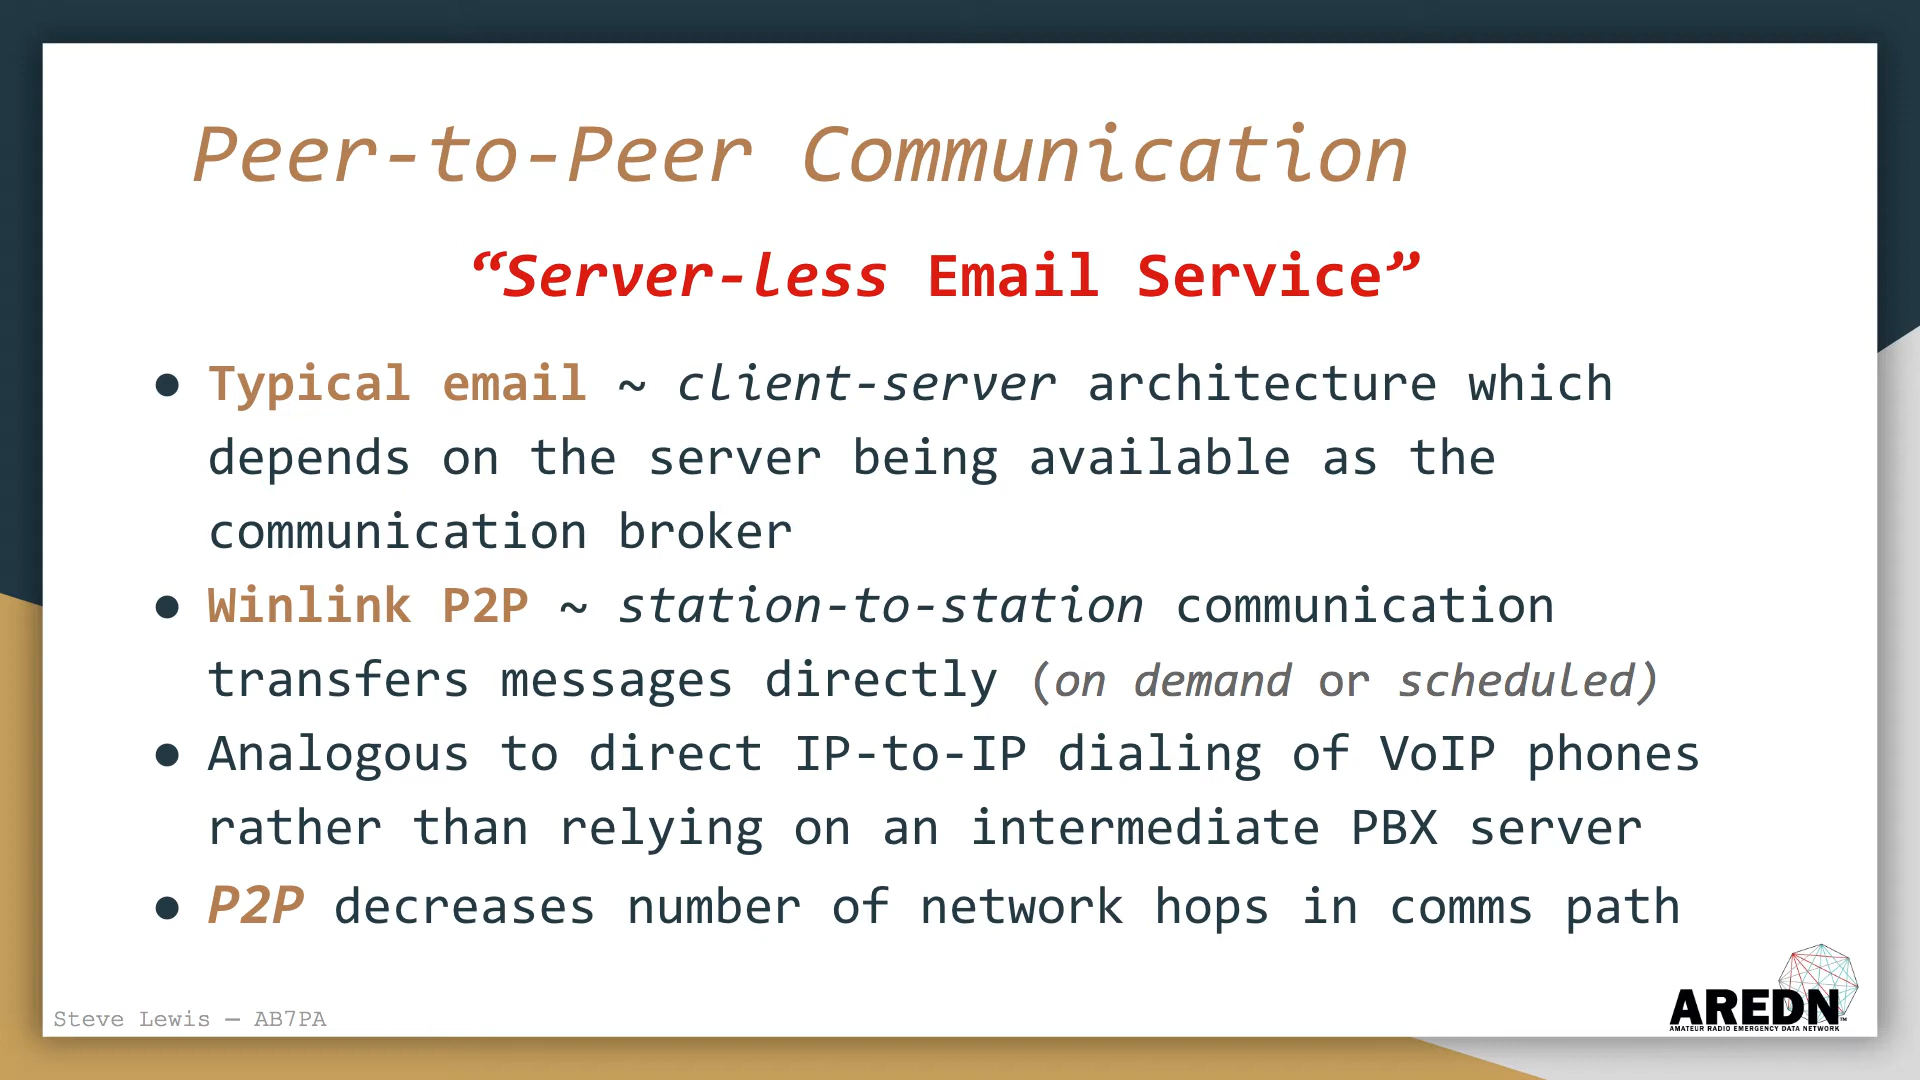 Peer-to-Peer Communication
“Server-less Email Service”
● Typical email ~ client-server architecture which
depends on the server being available as the
communication broker
● Winlink P2P ~ station-to-station communication
transfers messages directly (on demand or scheduled)
● Analogous to direct IP-to-IP dialing of VoIP phones
rather than relying on an intermediate PBX server
● P2P decreases number of network hops in comms path
Steve Lewis – AB7PA
AREDN™
AMATEUR RADIO EMERGENCY DATA NETWORK